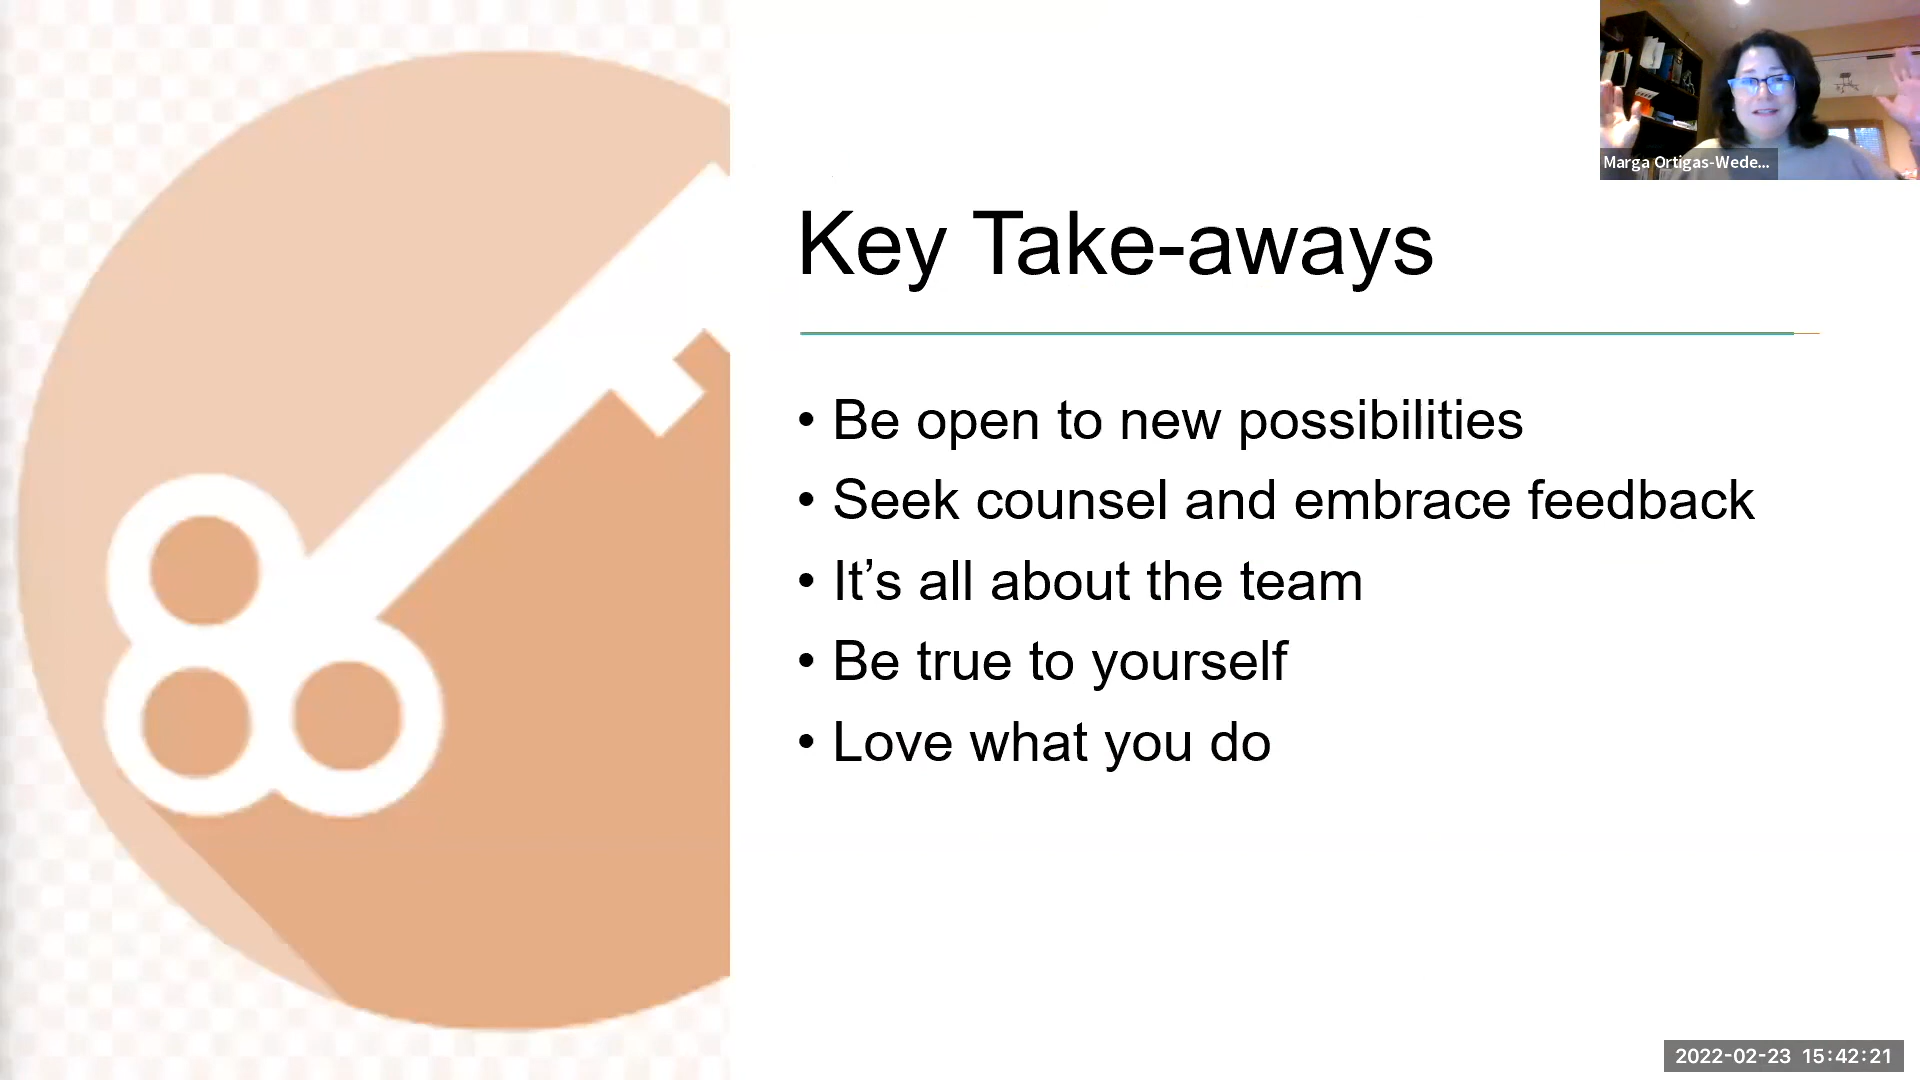 Marga Ortigas-Wede...
Key Take-aways
• Be open to new possibilities
• Seek counsel and embrace feedback
• It’s all about the team
• Be true to yourself
• Love what you do
2022-02-23 15:42:21